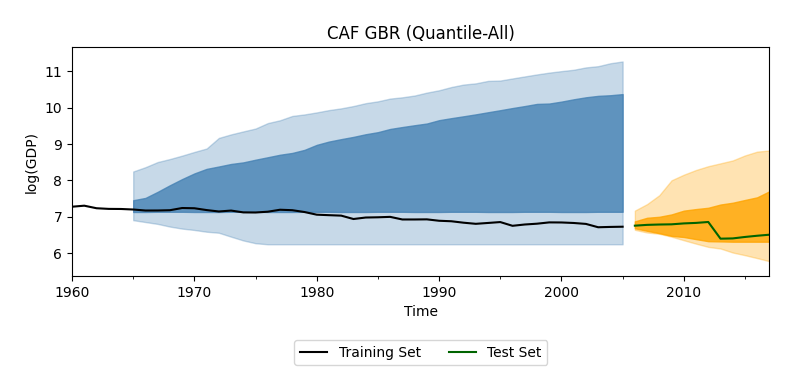 CAF GBR (Quantile-All)
log(GDP)
11
10
9
8
7
6
1960 1970 1980 1990 2000 2010
Time
Training Set Test Set